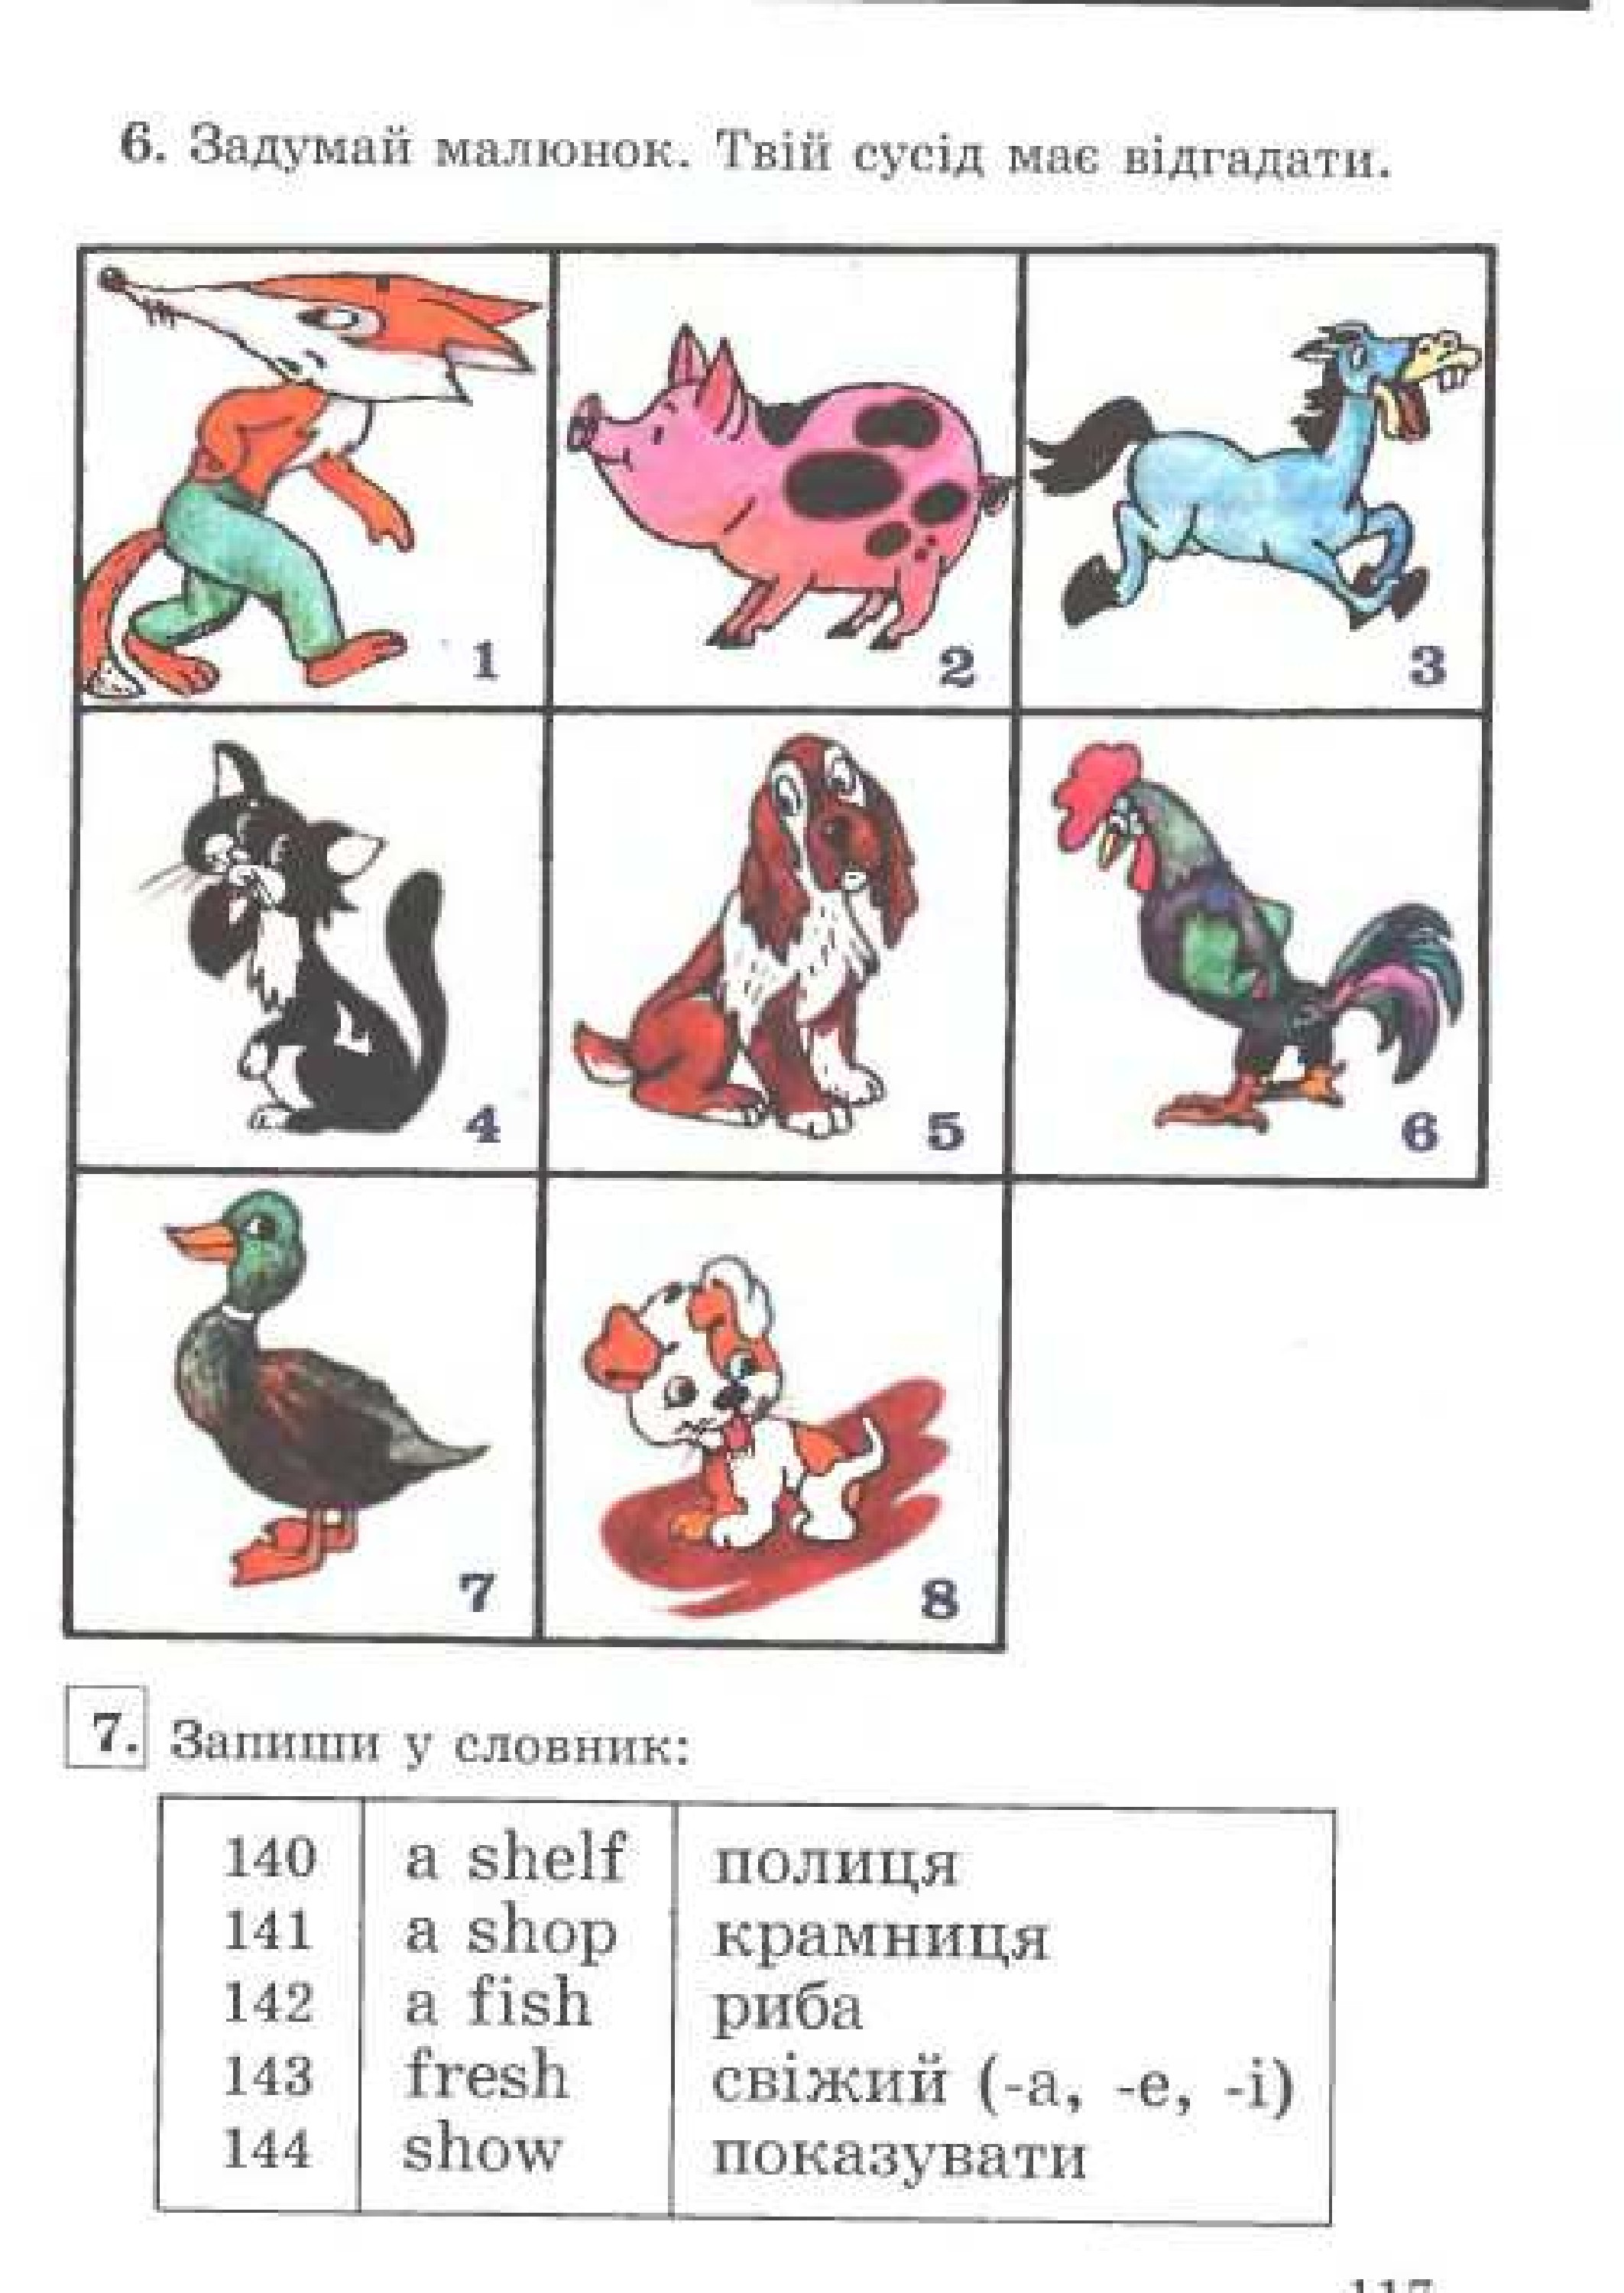 6. Задумай малюнок. Твій сусід має відгадати.
1
2
3
4
5
6
7
8
7. Запиши у словник:
140 a shelf полиця
141 a shop крамниця
142 a fish риба
143 fresh свіжий (-а, -е, -і)
144 show показувати